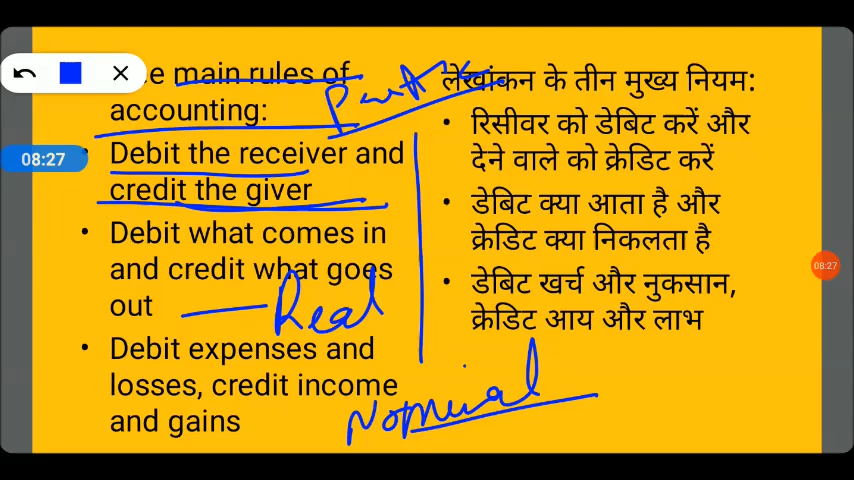 main rules of
accounting:
• Debit the receiver and
credit the giver
• Debit what comes in
and credit what goes
out
Real
• Debit expenses and
losses, credit income
and gains
Nominal
लेखांकन के तीन मुख्य नियम:
• रिसीवर को डेबिट करें और
देने वाले को क्रेडिट करें
• डेबिट क्या आता है और
क्रेडिट क्या निकलता है
• डेबिट खर्च और नुकसान,
क्रेडिट आय और लाभ
08:27
08:27